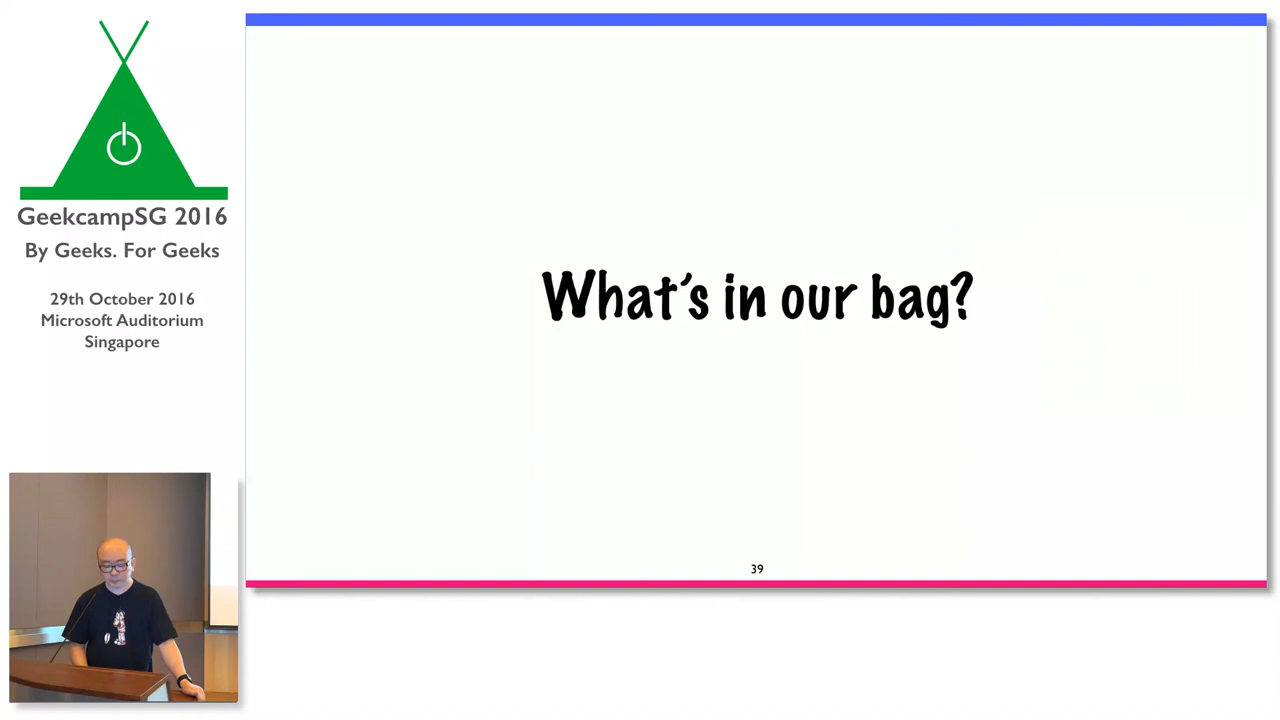 GeekcampSG 2016
By Geeks. For Geeks
29th October 2016
Microsoft Auditorium
Singapore
What's in our bag?
39